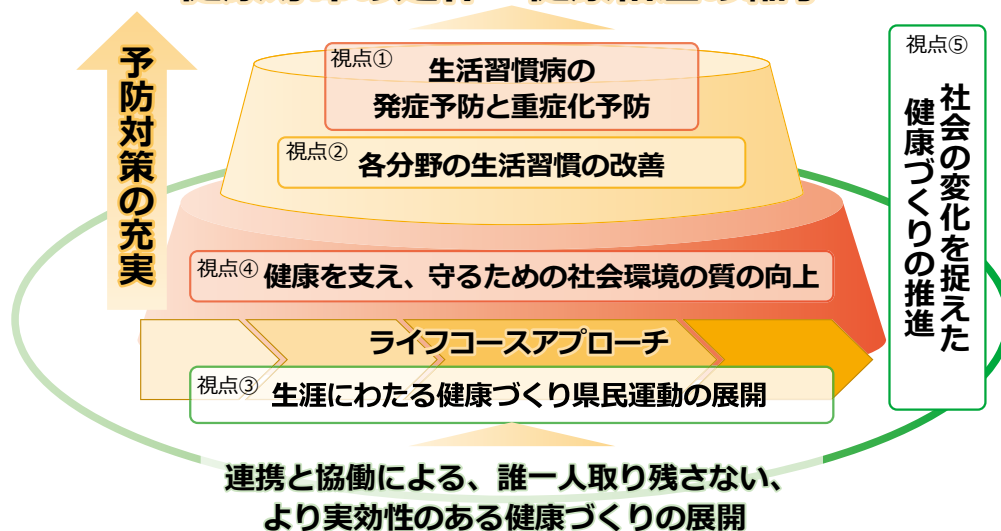 予防対策の充実
視点①
生活習慣病の
発症予防と重症化予防
視点②
各分野の生活習慣の改善
視点④
健康を支え、守るための社会環境の質の向上
ライフコースアプローチ
視点③
生涯にわたる健康づくり県民運動の展開
視点⑤
社会の変化を捉えた
健康づくりの推進
連携と協働による、誰一人取り残さない、
より実効性のある健康づくりの展開